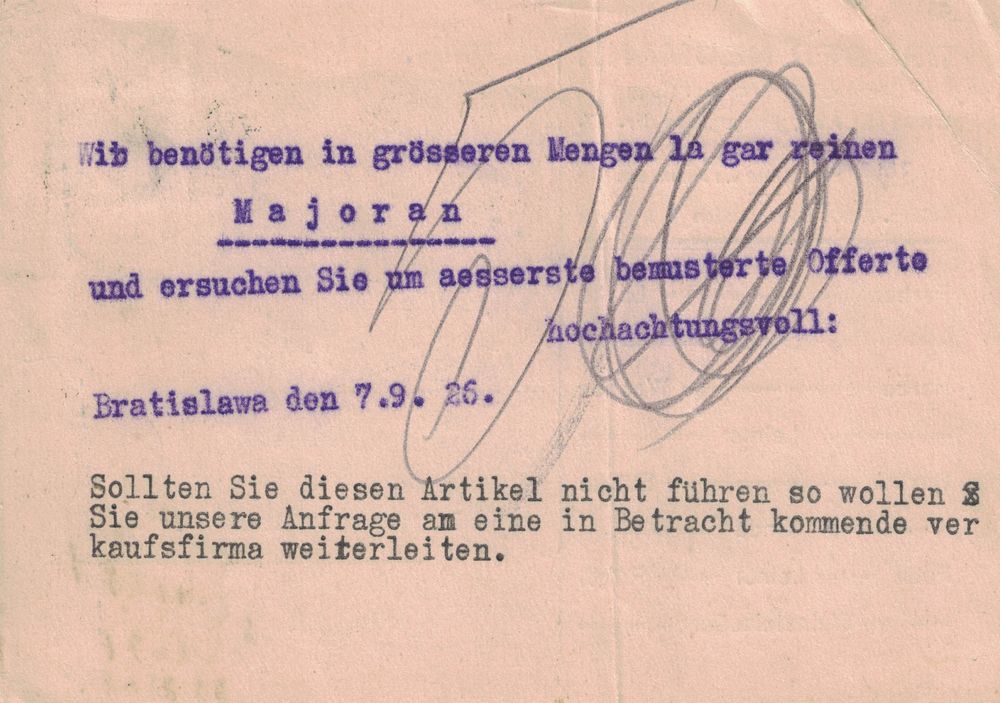 Wir benötigen in grösseren Mengen la gar reinen
Majoran
und ersuchen Sie um aesserste bemusterte Offerte
hochachtungsvoll:
Bratislawa den 7.9. 26.
Sollten Sie diesen Artikel nicht führen so wollen S
Sie unsere Anfrage am eine in Betracht kommende ver
kaufsfirma weiterleiten.